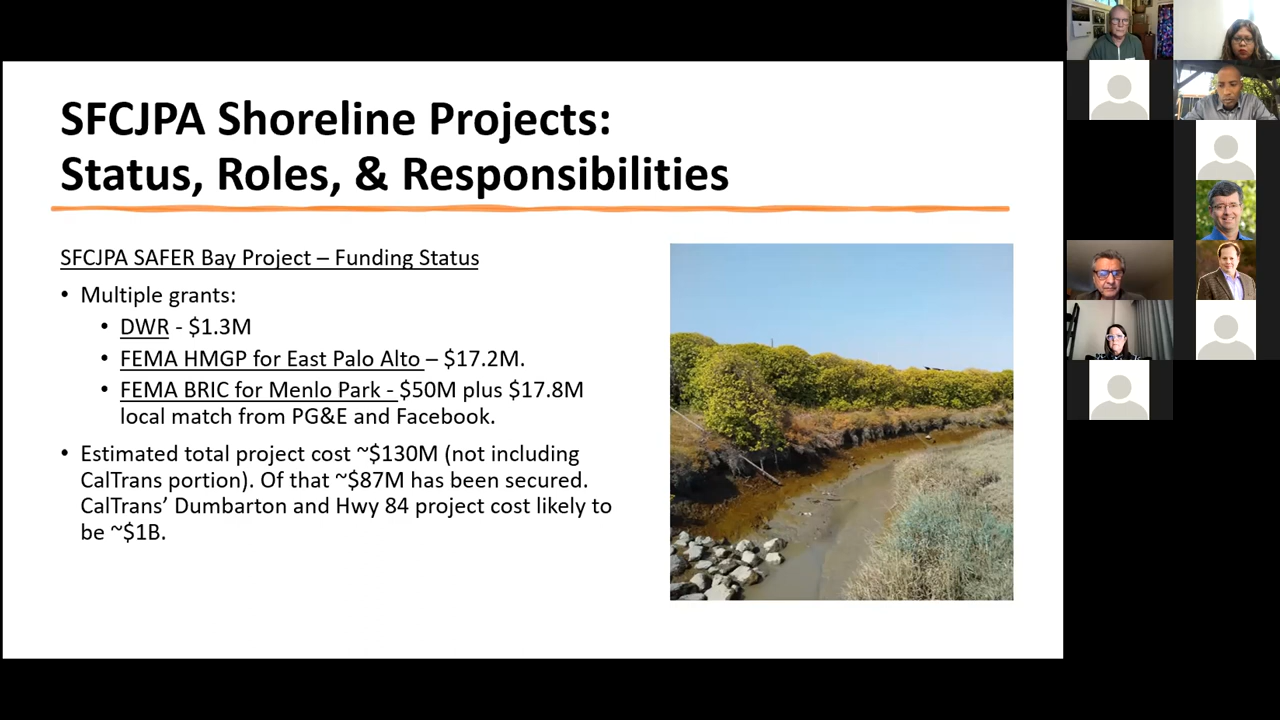 SFCJPA Shoreline Projects:
Status, Roles, & Responsibilities
SFCJPA SAFER Bay Project – Funding Status
• Multiple grants:
• DWR - $1.3M
• FEMA HMGP for East Palo Alto – $17.2M.
• FEMA BRIC for Menlo Park - $50M plus $17.8M
local match from PG&E and Facebook.
• Estimated total project cost ~$130M (not including
CalTrans portion). Of that ~$87M has been secured.
CalTrans’ Dumbarton and Hwy 84 project cost likely to
be ~$1B.